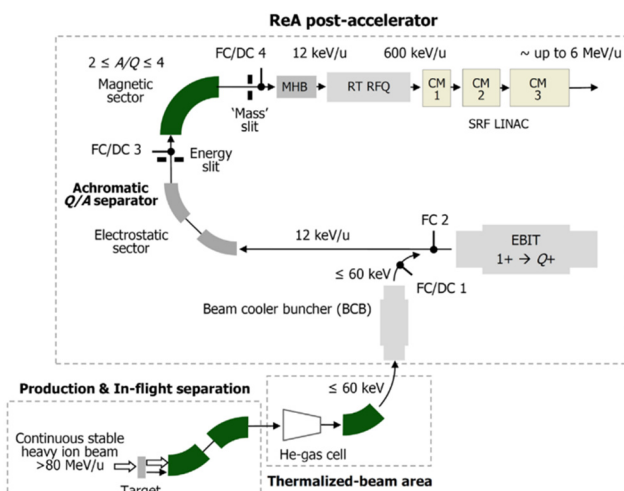 ReA post-accelerator
2 ≤ A/Q ≤ 4
Magnetic
sector
FC/DC 4
12 keV/u
600 keV/u
~ up to 6 MeV/u
MHB
RT RFQ
CM
1
CM
2
CM
3
SRF LINAC
'Mass'
slit
FC/DC 3
Energy
slit
Achromatic
Q/A separator
Electrostatic
sector
12 keV/u
FC 2
EBIT
1+ → Q+
≤ 60 keV
FC/DC 1
Beam cooler buncher (BCB)
≤ 60 keV
Production & In-flight separation
Continuous stable
heavy ion beam
>80 MeV/u
Target
He-gas cell
Thermalized-beam area